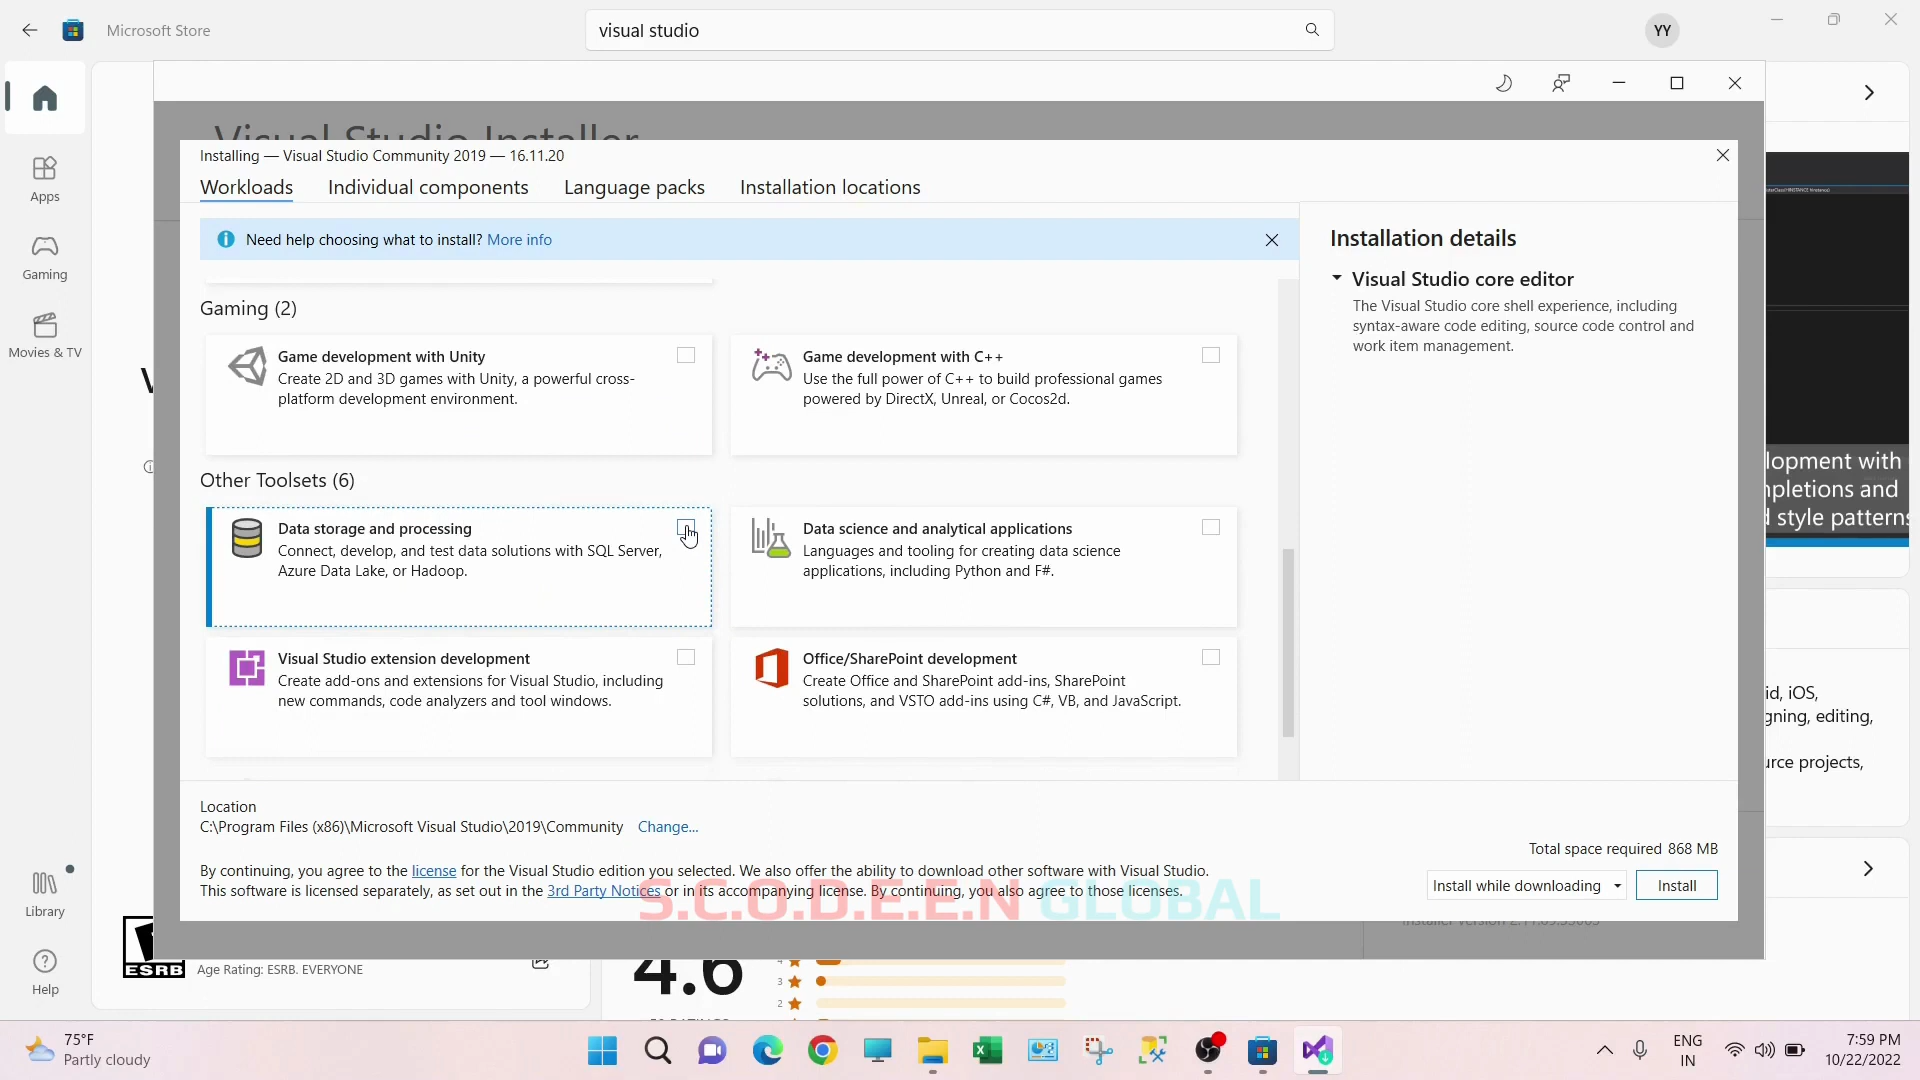 Microsoft Store
visual studio
YY
Visual Studio Installer
Installing — Visual Studio Community 2019 — 16.11.20
Workloads
Individual components
Language packs
Installation locations
Need help choosing what to install? More info
Gaming (2)
Game development with Unity
Create 2D and 3D games with Unity, a powerful cross-
platform development environment.
Game development with C++
Use the full power of C++ to build professional games
powered by DirectX, Unreal, or Cocos2d.
Other Toolsets (6)
Data storage and processing
Connect, develop, and test data solutions with SQL Server,
Azure Data Lake, or Hadoop.
Data science and analytical applications
Languages and tooling for creating data science
applications, including Python and F#.
Visual Studio extension development
Create add-ons and extensions for Visual Studio, including
new commands, code analyzers and tool windows.
Office/SharePoint development
Create Office and SharePoint add-ins, SharePoint
solutions, and VSTO add-ins using C#, VB, and JavaScript.
Installation details
Visual Studio core editor
The Visual Studio core shell experience, including
syntax-aware code editing, source code control and
work item management.
Location
C:\Program Files (x86)\Microsoft Visual Studio\2019\Community Change...
By continuing, you agree to the license for the Visual Studio edition you selected. We also offer the ability to download other software with Visual Studio.
This software is licensed separately, as set out in the 3rd Party Notices or in its accompanying license. By continuing, you also agree to those licenses.
Total space required 868 MB
Install while downloading
Install
S.C.O.D.E.E.N GLOBAL
Apps
Gaming
Movies & TV
Library
Help
lopment with
pletions and
style patterns
id, iOS,
gning, editing,
urce projects,
ESRB
Age Rating: ESRB. EVERYONE
4.6
4
3
2
75°F
Partly cloudy
ENG
IN
7:59 PM
10/22/2022